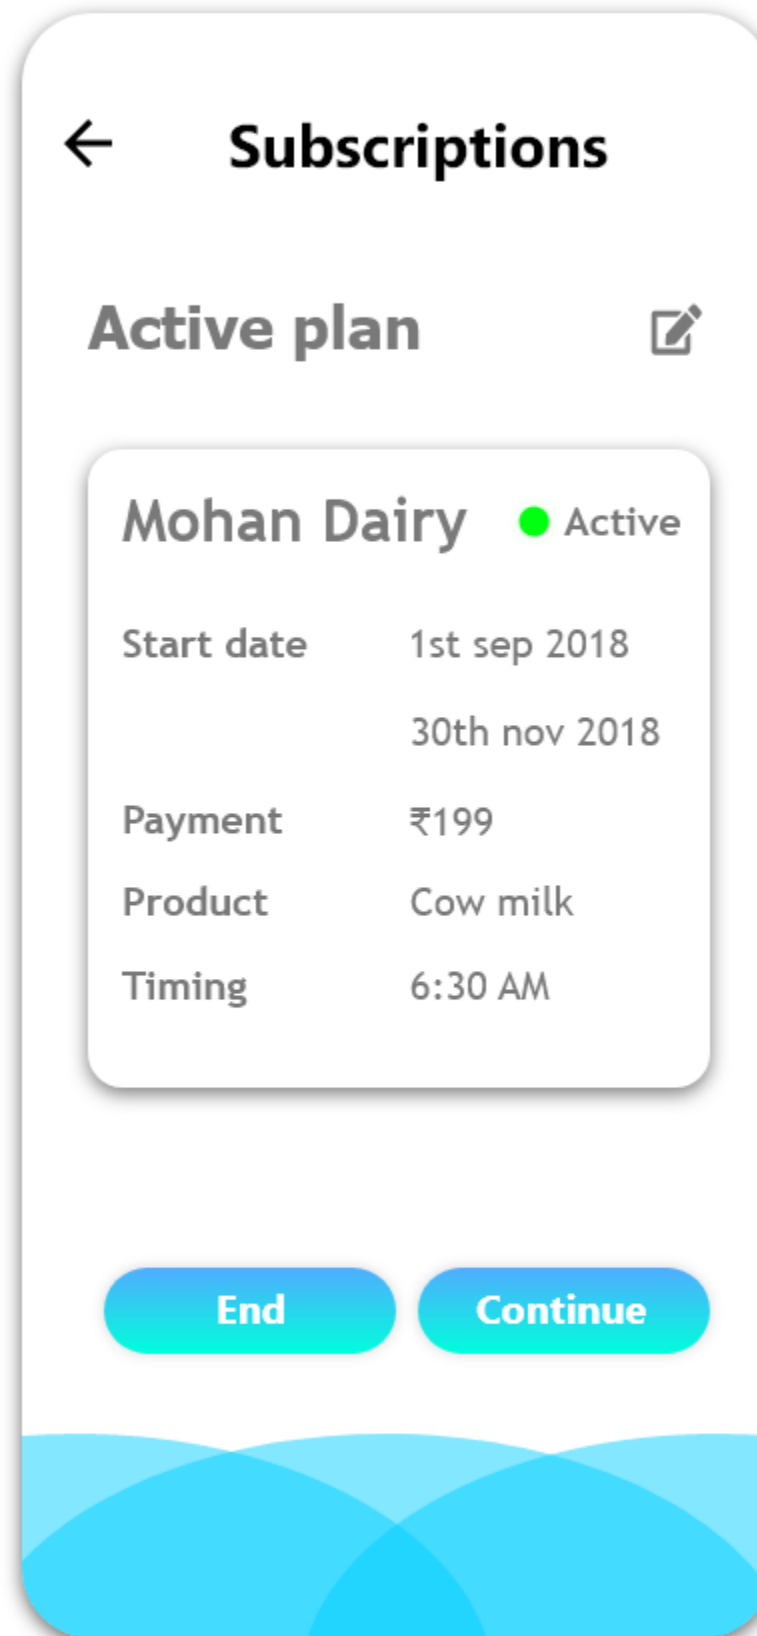 Subscriptions
Active plan
Mohan Dairy Active
Start date 1st sep 2018
30th nov 2018
Payment ₹199
Product Cow milk
Timing 6:30 AM
End Continue